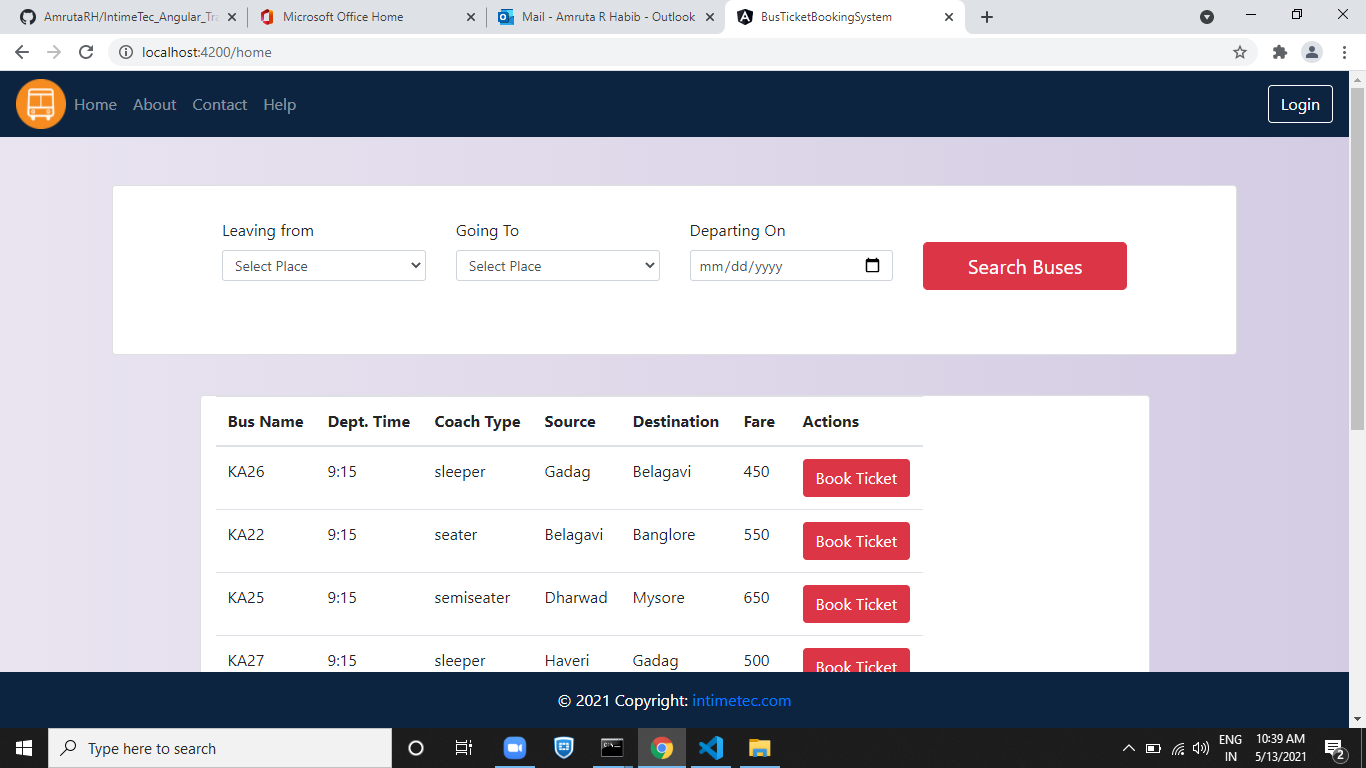 AmrutaRH/IntimeTec_Angular_Tra
Microsoft Office Home
Mail - Amruta R Habib - Outlook
BusTicketBookingSystem
localhost:4200/home
Home About Contact Help
Login
Leaving from Going To Departing On
Select Place Select Place mm/dd/yyyy Search Buses
Bus Name Dept. Time Coach Type Source Destination Fare Actions
KA26 9:15 sleeper Gadag Belagavi 450 Book Ticket
KA22 9:15 seater Belagavi Banglore 550 Book Ticket
KA25 9:15 semiseater Dharwad Mysore 650 Book Ticket
KA27 9:15 sleeper Haveri Gadag 500 Book Ticket
© 2021 Copyright: intimetec.com
Type here to search
ENG 10:39 AM
IN 5/13/2021 2